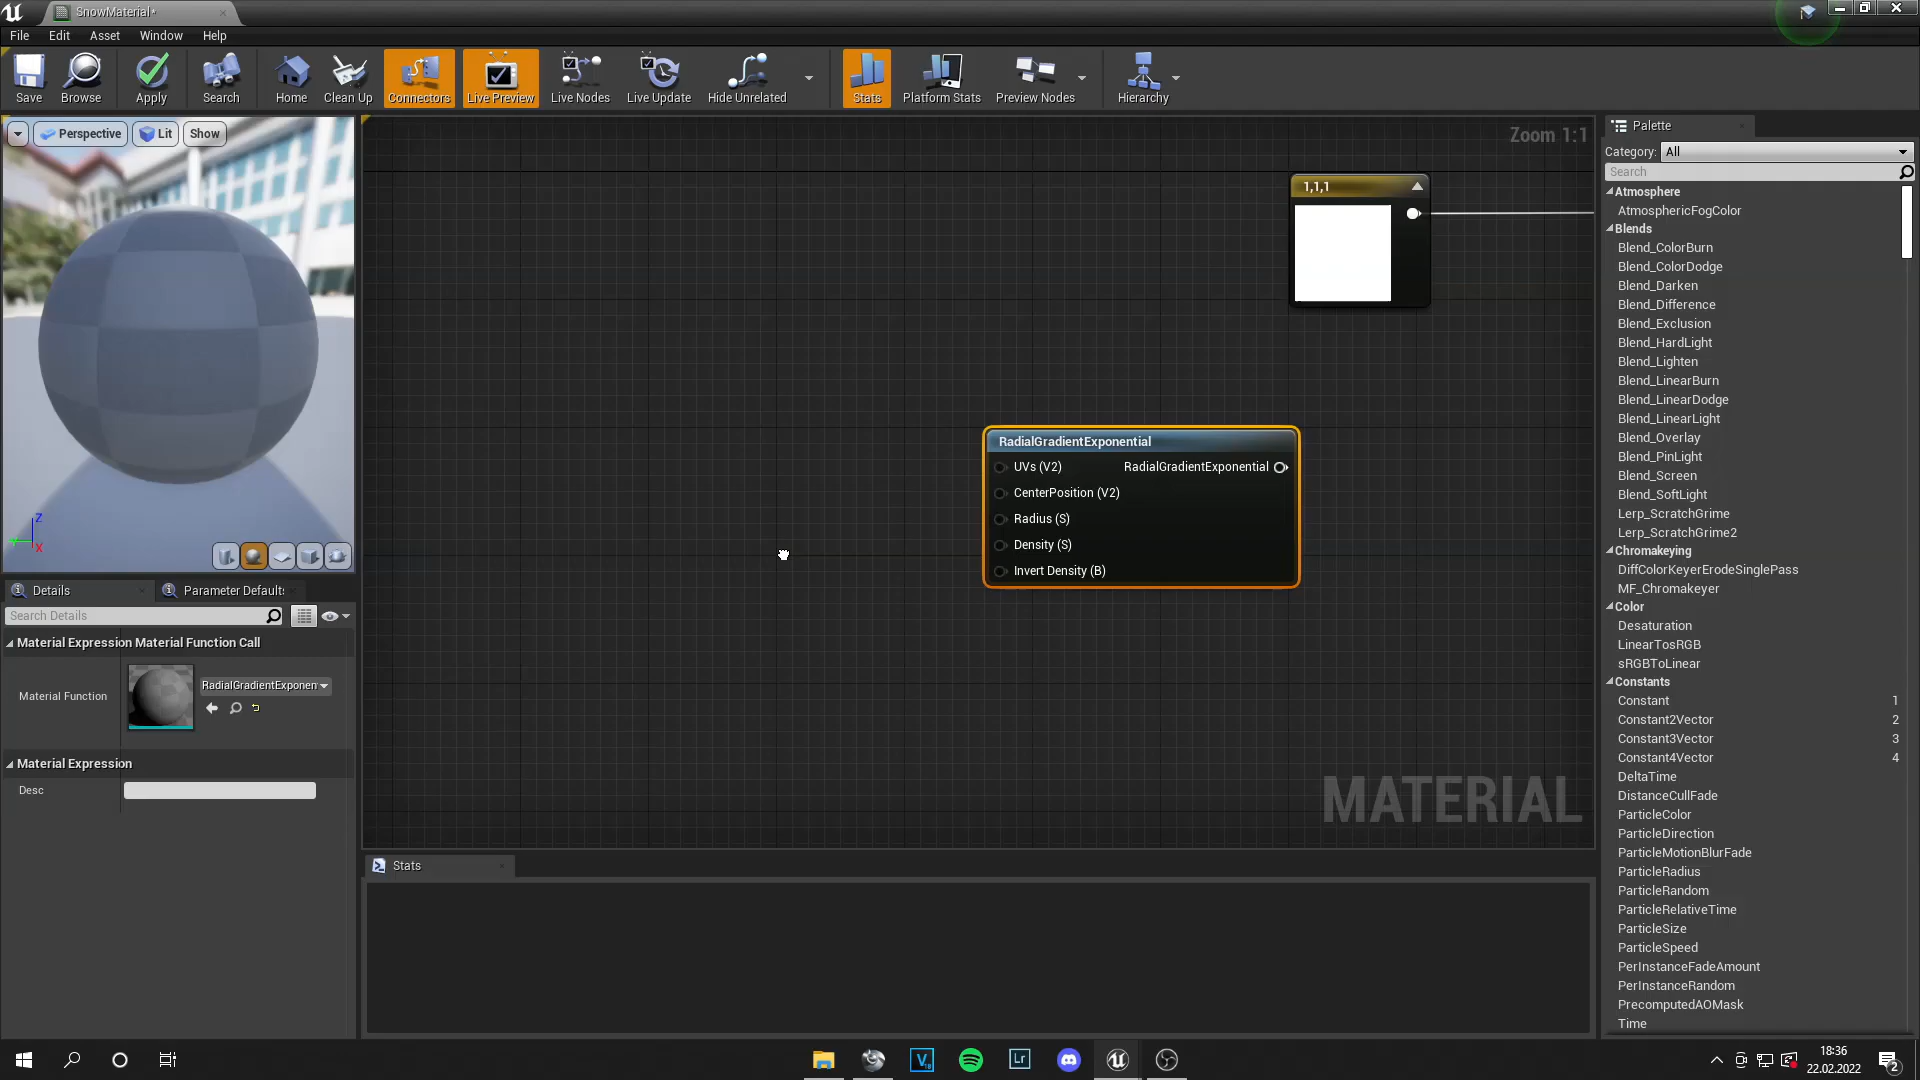 SnowMaterial*
File Edit Asset Window Help
Save Browse Apply Search Home Clean Up Connectors Live Preview Live Nodes Live Update Hide Unrelated Stats Platform Stats Preview Nodes Hierarchy
Perspective Lit Show
Z
X
Details
Parameter Defaults
Search Details
Material Expression Material Function Call
Material Function
RadialGradientExponen
Material Expression
Desc
Zoom 1:1
1,1,1
RadialGradientExponential
UVs (V2) RadialGradientExponential
CenterPosition (V2)
Radius (S)
Density (S)
Invert Density (B)
MATERIAL
Stats
Palette
Category: All
Search
Atmosphere
AtmosphericFogColor
Blends
Blend_ColorBurn
Blend_ColorDodge
Blend_Darken
Blend_Difference
Blend_Exclusion
Blend_HardLight
Blend_Lighten
Blend_LinearBurn
Blend_LinearDodge
Blend_LinearLight
Blend_Overlay
Blend_PinLight
Blend_Screen
Blend_SoftLight
Lerp_ScratchGrime
Lerp_ScratchGrime2
Chromakeying
DiffColorKeyerErodeSinglePass
MF_Chromakeyer
Color
Desaturation
LinearTosRGB
sRGBToLinear
Constants
Constant 1
Constant2Vector 2
Constant3Vector 3
Constant4Vector 4
DeltaTime
DistanceCullFade
ParticleColor
ParticleDirection
ParticleMotionBlurFade
ParticleRadius
ParticleRandom
ParticleRelativeTime
ParticleSize
ParticleSpeed
PerInstanceFadeAmount
PerInstanceRandom
PrecomputedAOMask
Time
Lr
18:36
22.02.2022
2